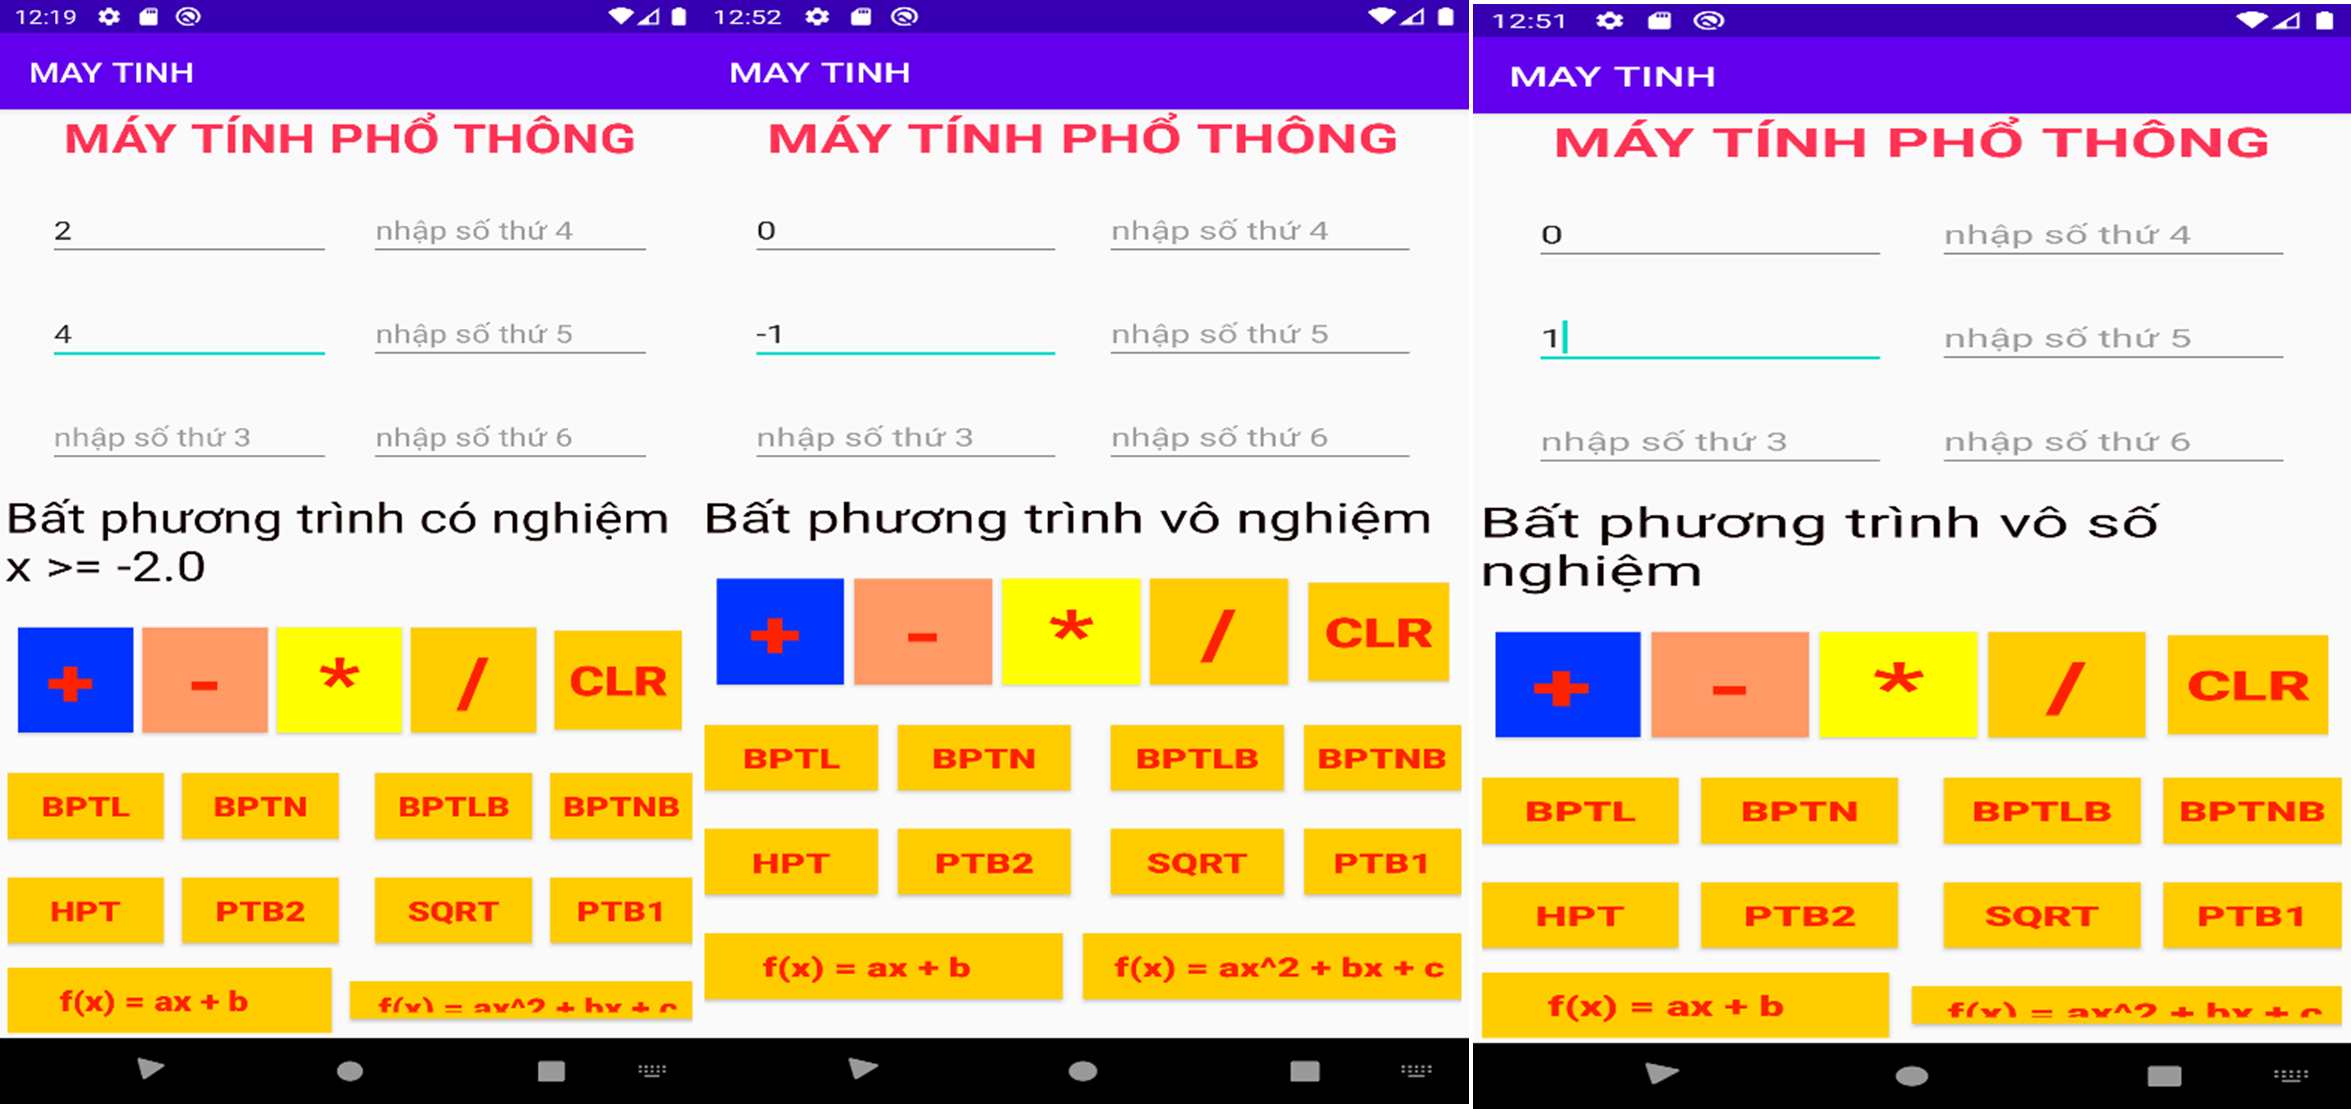 12:19
MAY TINH
MÁY TÍNH PHỔ THÔNG
2
nhập số thứ 4
4
nhập số thứ 5
nhập số thứ 3
nhập số thứ 6
Bất phương trình có nghiệm
x >= -2.0
+ - * / CLR
BPTL BPTN BPTLB BPTNB
HPT PTB2 SQRT PTB1
f(x) = ax + b f(x) = ax^2 + bx + c
12:52
MAY TINH
MÁY TÍNH PHỔ THÔNG
0
nhập số thứ 4
-1
nhập số thứ 5
nhập số thứ 3
nhập số thứ 6
Bất phương trình vô nghiệm
+ - * / CLR
BPTL BPTN BPTLB BPTNB
HPT PTB2 SQRT PTB1
f(x) = ax + b f(x) = ax^2 + bx + c
12:51
MAY TINH
MÁY TÍNH PHỔ THÔNG
0
nhập số thứ 4
1
nhập số thứ 5
nhập số thứ 3
nhập số thứ 6
Bất phương trình vô số
nghiệm
+ - * / CLR
BPTL BPTN BPTLB BPTNB
HPT PTB2 SQRT PTB1
f(x) = ax + b f(x) = ax^2 + bx + c